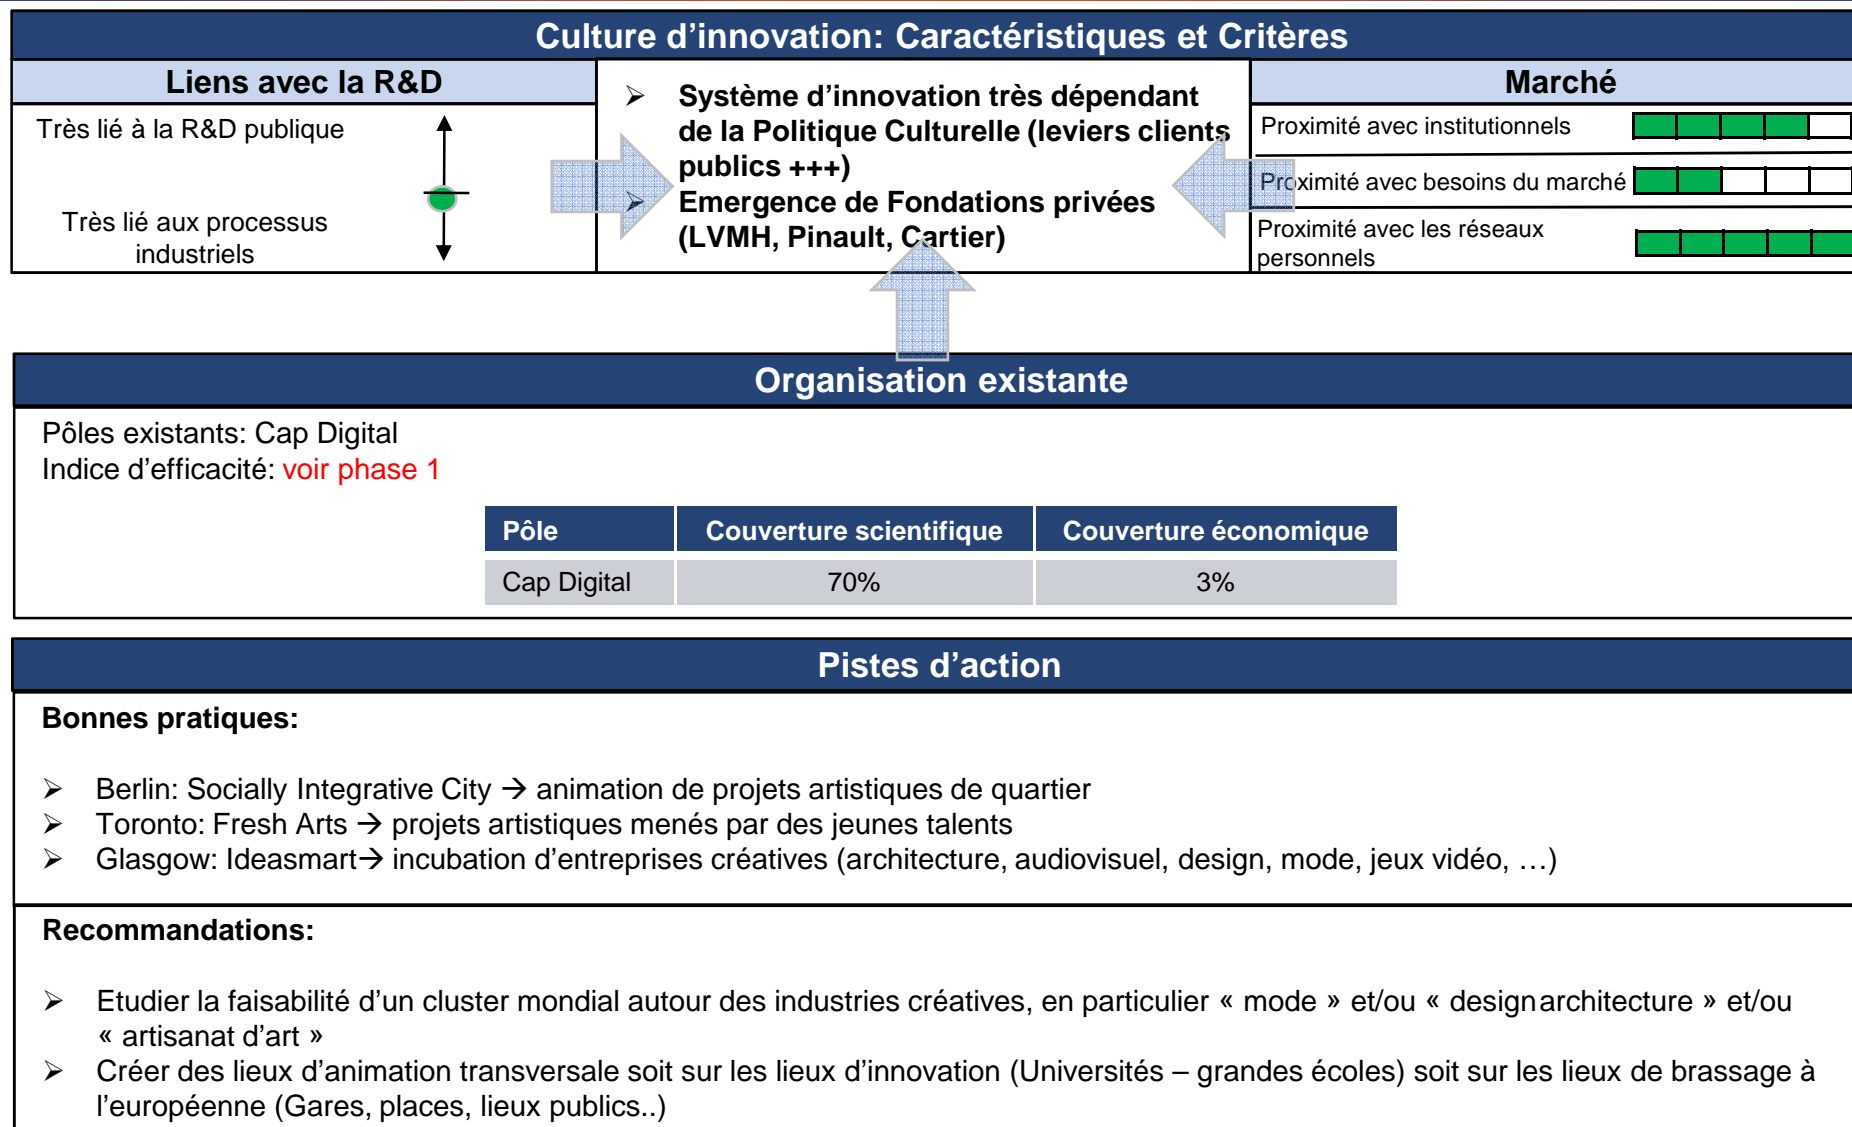 Culture d’innovation: Caractéristiques et Critères
Liens avec la R&D
Très lié à la R&D publique
Très lié aux processus
industriels
➢ Système d’innovation très dépendant
de la Politique Culturelle (leviers clients
publics +++)
➢ Emergence de Fondations privées
(LVMH, Pinault, Cartier)
Marché
Proximité avec institutionnels
Proximité avec besoins du marché
Proximité avec les réseaux
personnels
Organisation existante
Pôles existants: Cap Digital
Indice d’efficacité: voir phase 1
Pôle Couverture scientifique Couverture économique
Cap Digital 70% 3%
Pistes d’action
Bonnes pratiques:
➢ Berlin: Socially Integrative City → animation de projets artistiques de quartier
➢ Toronto: Fresh Arts → projets artistiques menés par des jeunes talents
➢ Glasgow: Ideasmart→ incubation d’entreprises créatives (architecture, audiovisuel, design, mode, jeux vidéo, …)
Recommandations:
➢ Etudier la faisabilité d’un cluster mondial autour des industries créatives, en particulier « mode » et/ou « designarchitecture » et/ou
« artisanat d’art »
➢ Créer des lieux d’animation transversale soit sur les lieux d’innovation (Universités – grandes écoles) soit sur les lieux de brassage à
l’européenne (Gares, places, lieux publics..)